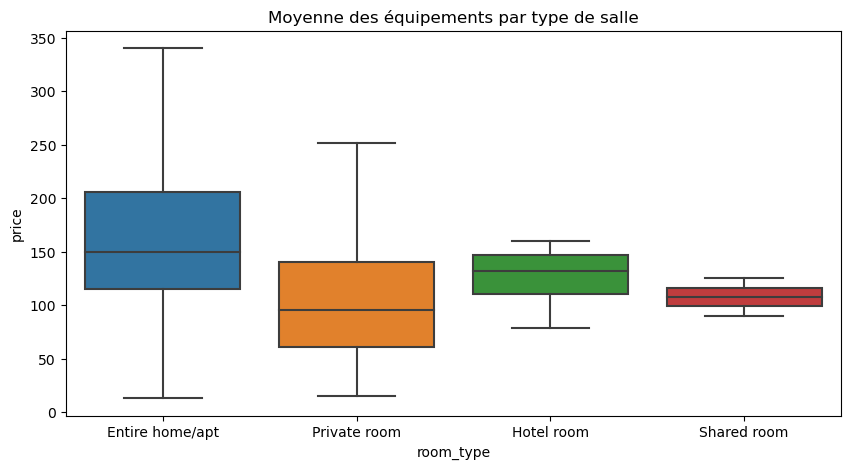 Moyenne des équipements par type de salle
350
300
250
200
150
100
50
0
price
Entire home/apt
Private room
Hotel room
Shared room
room_type